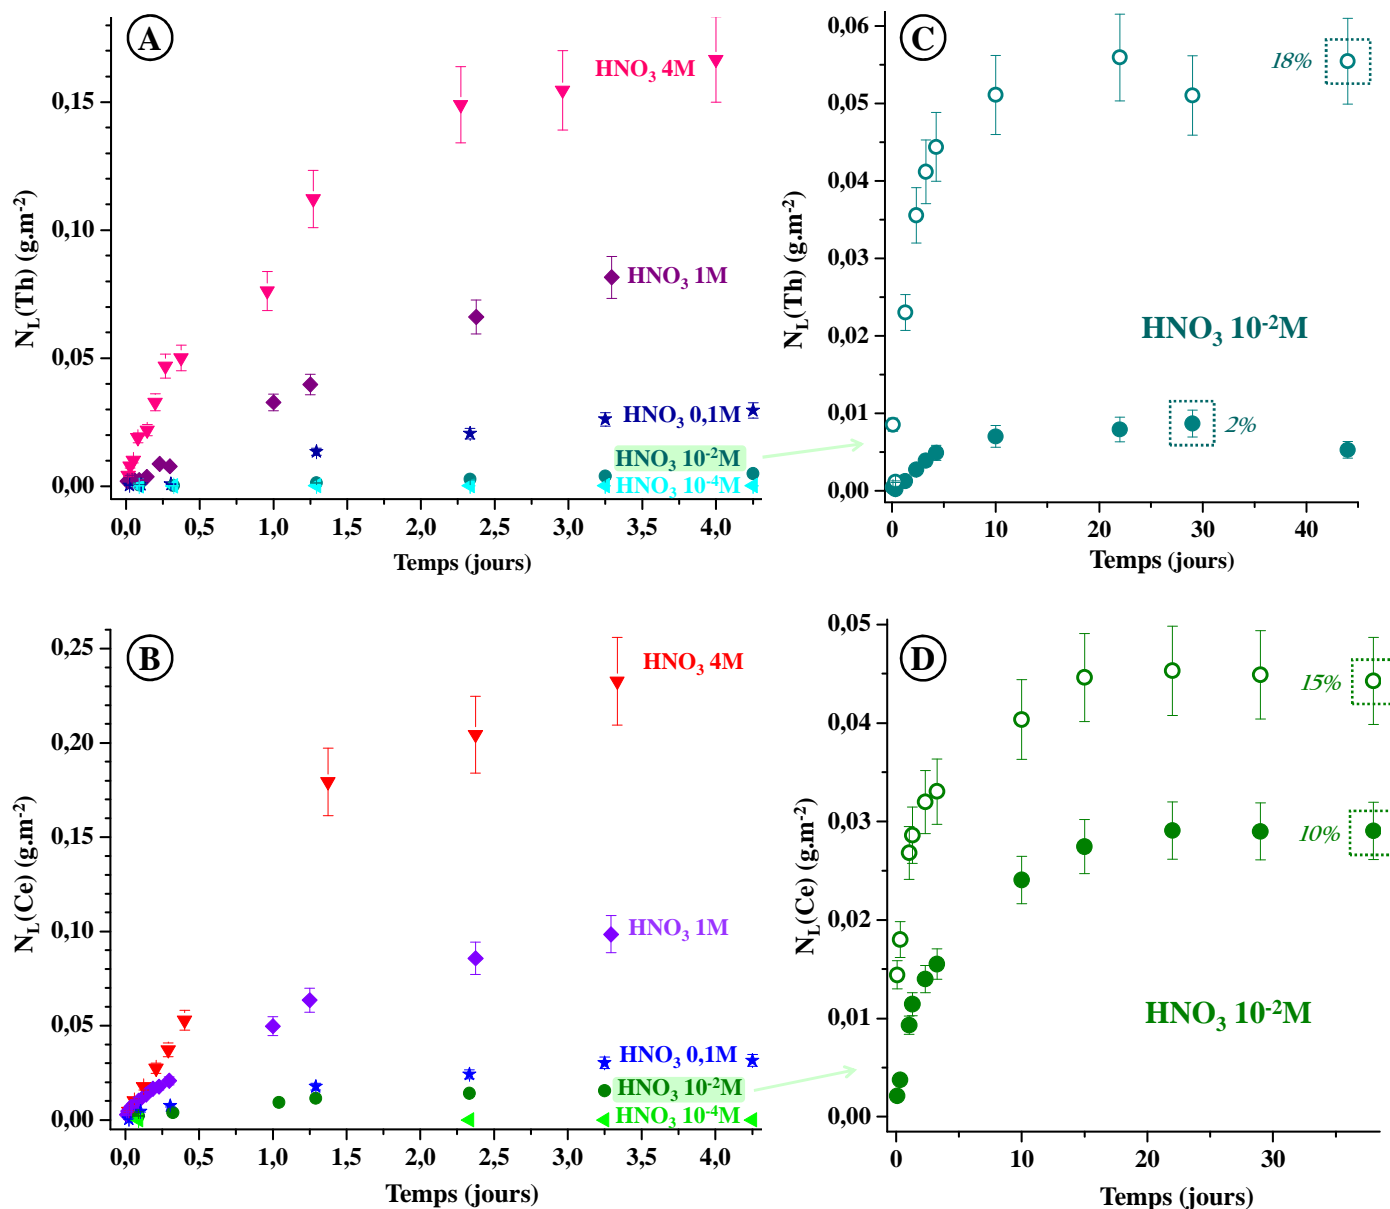 A
HNO₃ 4M
HNO₃ 1M
HNO₃ 0,1M
HNO₃ 10⁻²M
HNO₃ 10⁻⁴M
N_L(Th) (g.m⁻²)
0,15
0,10
0,05
0,00
0,0 0,5 1,0 1,5 2,0 2,5 3,0 3,5 4,0
Temps (jours)
C
18%
2%
HNO₃ 10⁻²M
N_L(Th) (g.m⁻²)
0,06
0,05
0,04
0,03
0,02
0,01
0,00
0 10 20 30 40
Temps (jours)
B
HNO₃ 4M
HNO₃ 1M
HNO₃ 0,1M
HNO₃ 10⁻²M
HNO₃ 10⁻⁴M
N_L(Ce) (g.m⁻²)
0,25
0,20
0,15
0,10
0,05
0,00
0,0 0,5 1,0 1,5 2,0 2,5 3,0 3,5 4,0
Temps (jours)
D
15%
10%
HNO₃ 10⁻²M
N_L(Ce) (g.m⁻²)
0,05
0,04
0,03
0,02
0,01
0,00
0 10 20 30
Temps (jours)